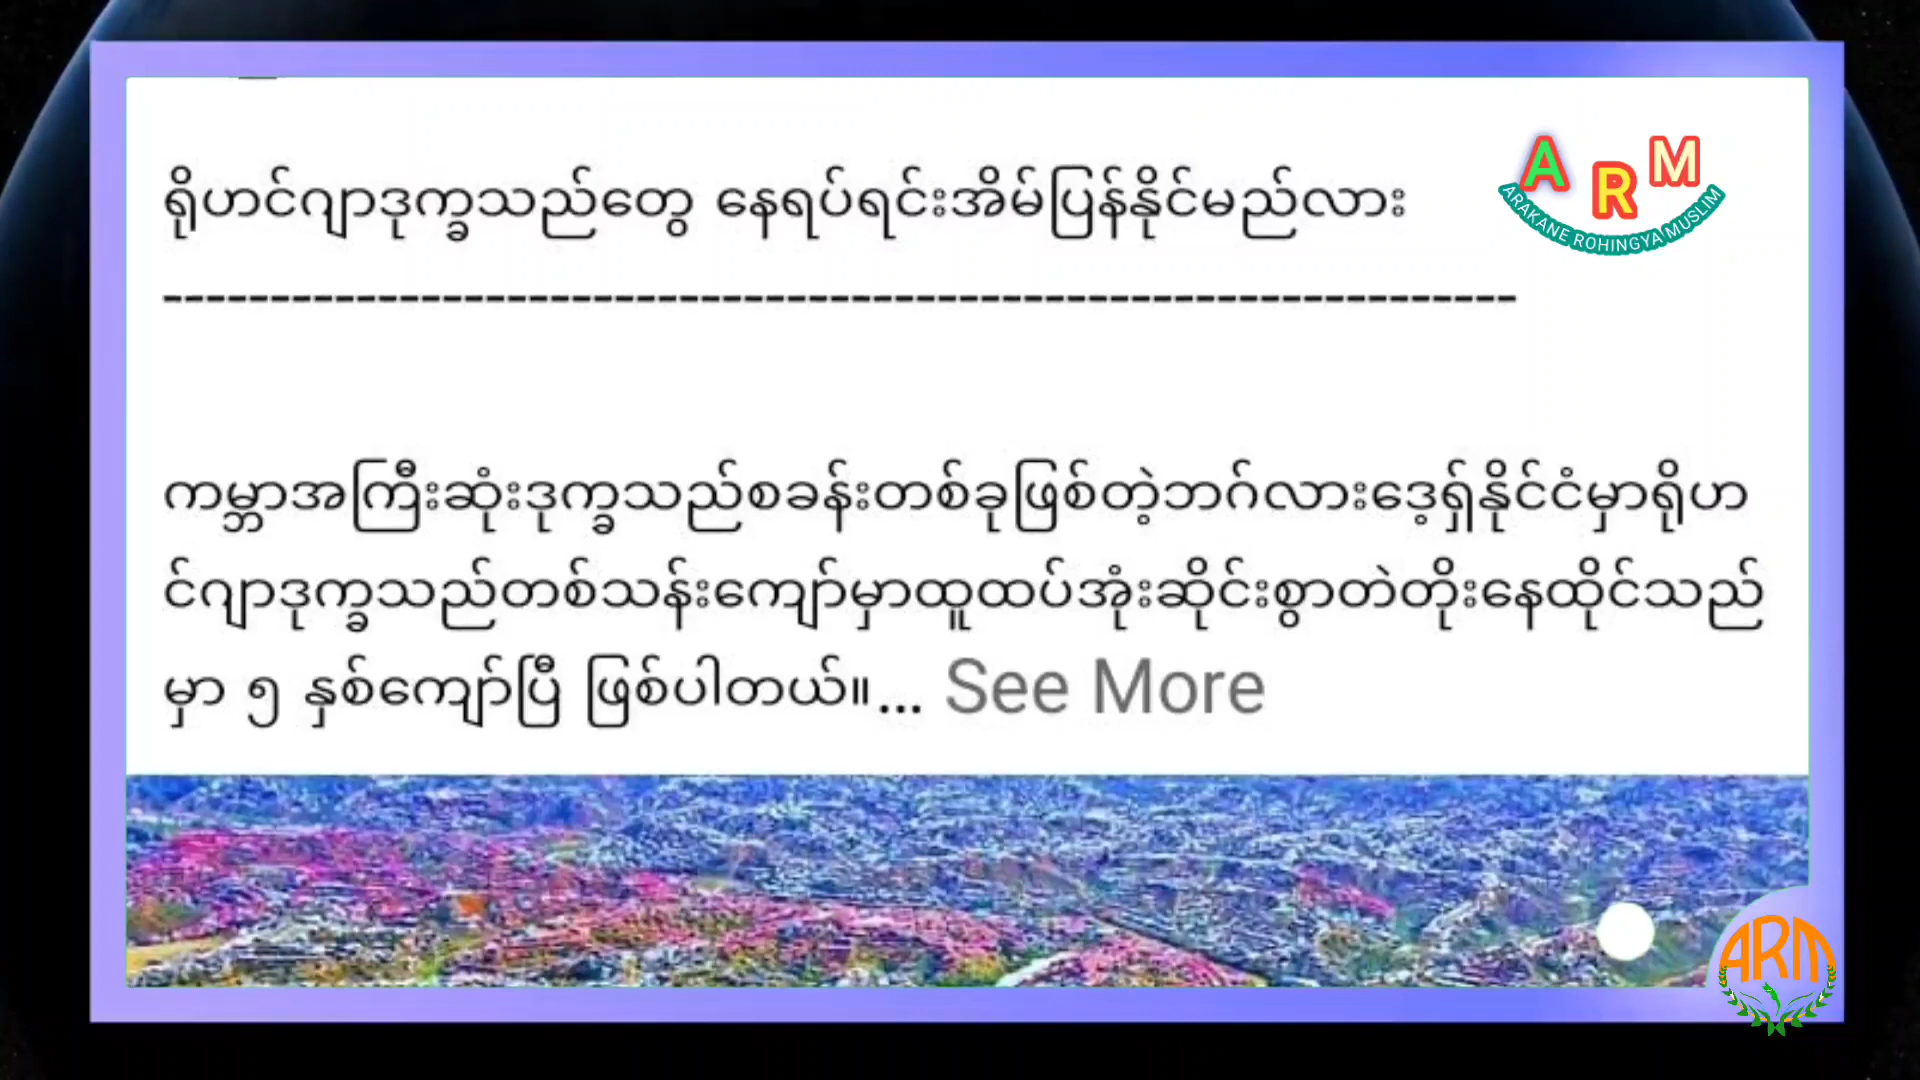 ရိုဟင်ဂျာဒုက္ခသည်တွေ နေရပ်ရင်းအိမ်ပြန်နိုင်မည်လား
A R M
ARAKANE ROHINGYA MUSLIM
---------------------------------------------------------------
ကမ္ဘာအကြီးဆုံးဒုက္ခသည်စခန်းတစ်ခုဖြစ်တဲ့ဘင်္ဂလားဒေ့ရှ်နိုင်ငံမှာရိုဟ
င်ဂျာဒုက္ခသည်တစ်သန်းကျော်မှာထူထပ်အုံးဆိုင်းစွာတဲတိုးနေထိုင်သည်
မှာ ၅ နှစ်ကျော်ပြီ ဖြစ်ပါတယ်။... See More
ARM